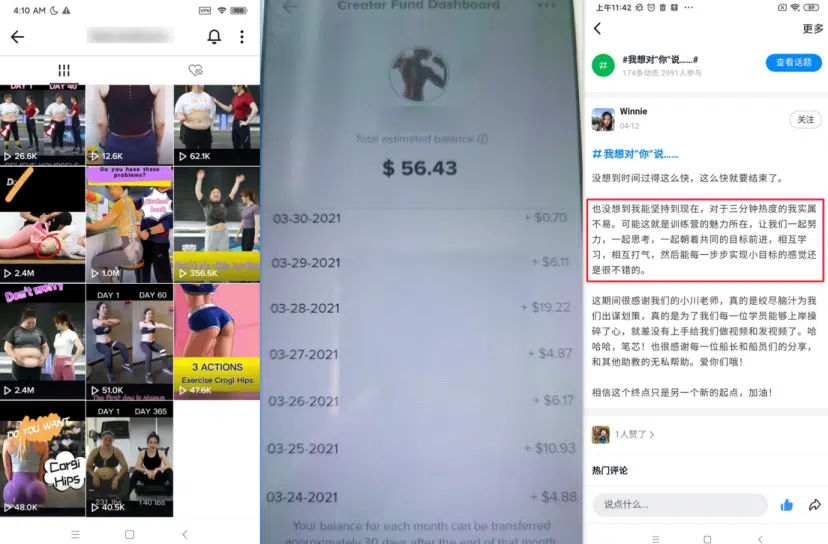 4:10 AM
VPN
100
DAY 1 DAY 40
26.6K
12.6K
62.1K
2.4M
Do you have these
problems?
1.0M
356.6K
Don't worry
2.4M
DAY 1 DAY 60
51.0K
The first day is always
3 ACTIONS
Exercise Crogi Hips
47.6K
DO YOU WANT
Corgi
Hips
48.0K
DAY 1 DAY 365
231 lbs 140 lbs
40.5K
Creator Fund Dashboard
Total estimated balance
$ 56.43
03-30-2021 + $0.70
03-29-2021 + $6.11
03-28-2021 + $19.22
03-27-2021 + $4.87
03-26-2021 + $6.17
03-25-2021 + $10.93
03-24-2021 + $4.88
Your balance for each month can be transferred
approximately 30 days after the end of that month
上午11:42
更多
#我想对"你"说……#
174条动态 2991人参与
查看话题
Winnie
04-12
关注
#我想对"你"说……
没想到时间过得这么快，这么快就要结束了。
也没想到我能坚持到现在，对于三分钟热度的我实属
不易。可能这就是训练营的魅力所在，让我们一起努
力，一起思考，一起朝着共同的目标前进，相互学
习，相互打气，然后能每一步步实现小目标的感觉还
是很不错的。
这期间很感谢我们的小川老师，真的是绞尽脑汁为我
们出谋划策，真的是为了我们每一位学员能够上岸操
碎了心，就差没有上手给我们做视频和发视频了。哈
哈哈，笔芯！也很感谢每一位船长和船员们的分享，
和其他助教的无私帮助。爱你们哦！
相信这个终点只是另一个新的起点，加油！
1人赞了
热门评论
说点什么...